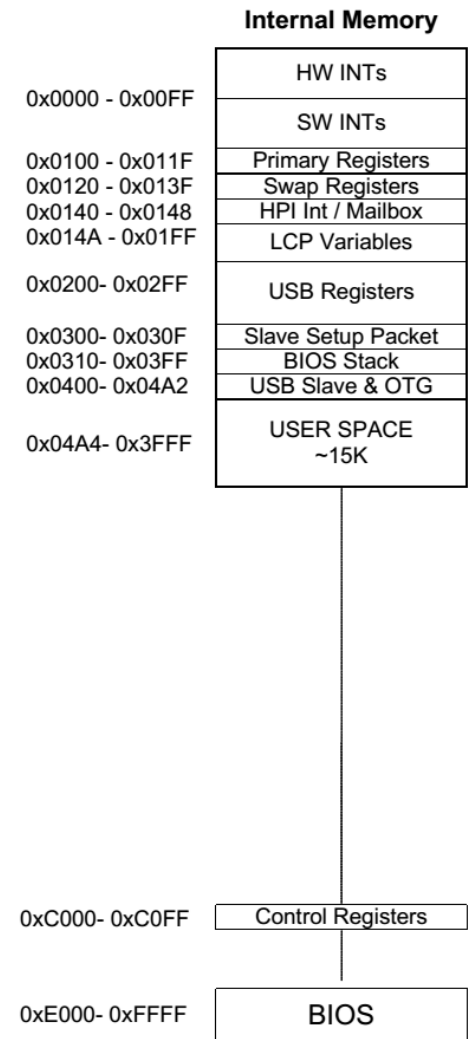 Internal Memory
HW INTs
0x0000 - 0x00FF
SW INTs
0x0100 - 0x011F Primary Registers
0x0120 - 0x013F Swap Registers
0x0140 - 0x0148 HPI Int / Mailbox
0x014A - 0x01FF LCP Variables
0x0200- 0x02FF USB Registers
0x0300- 0x030F Slave Setup Packet
0x0310- 0x03FF BIOS Stack
0x0400- 0x04A2 USB Slave & OTG
0x04A4- 0x3FFF USER SPACE
~15K
0xC000- 0xC0FF Control Registers
0xE000- 0xFFFF BIOS